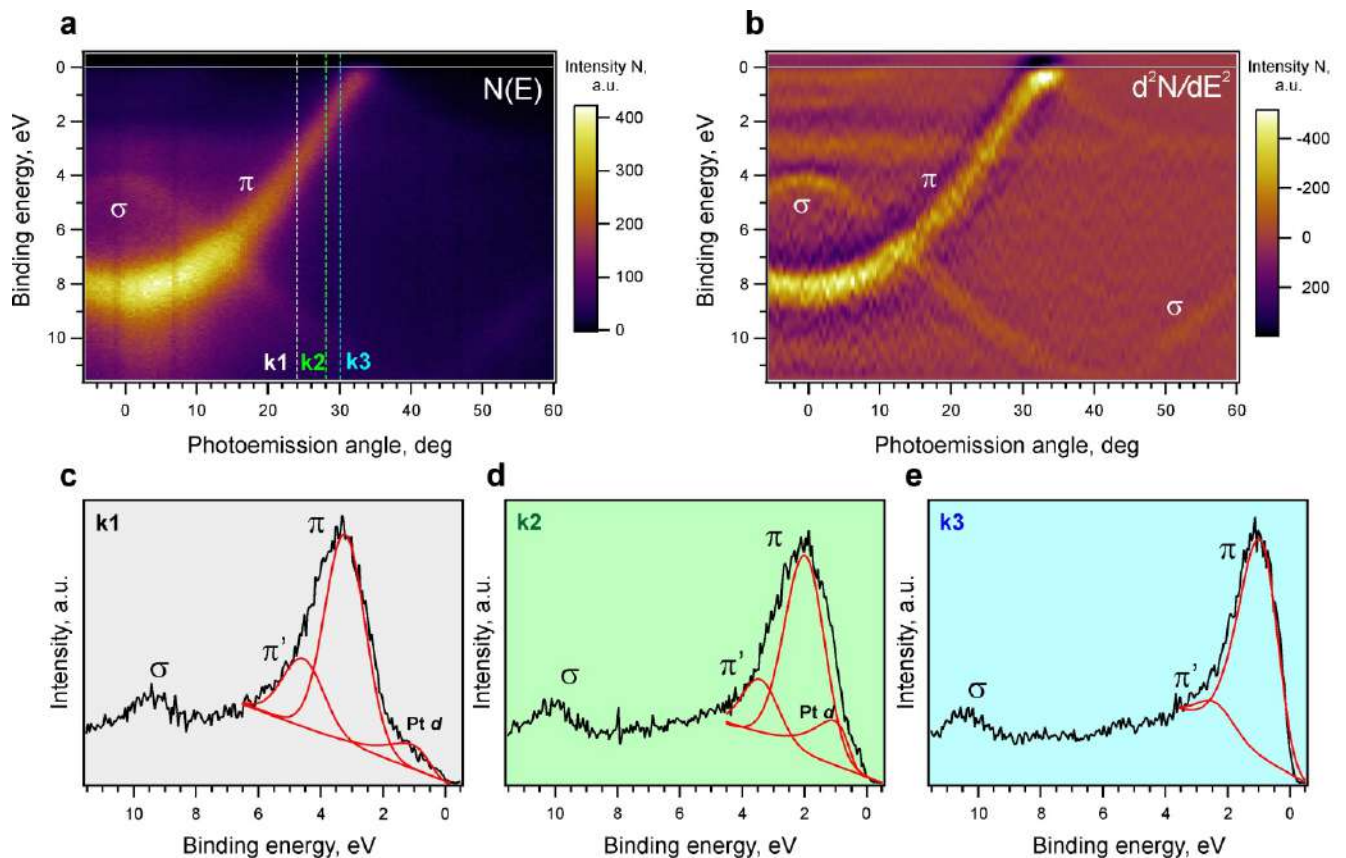 a
N(E)
π
σ
k1 k2 k3
0
2
4
6
8
10
Binding energy, eV
0 10 20 30 40 50 60
Photoemission angle, deg
Intensity N,
a.u.
400
300
200
100
0
b
d²N/dE²
π
σ
σ
0
2
4
6
8
10
Binding energy, eV
0 10 20 30 40 50 60
Photoemission angle, deg
Intensity N,
a.u.
-400
-200
0
200
c
k1
π
π’
σ
Pt d
Intensity, a.u.
10 8 6 4 2 0
Binding energy, eV
d
k2
π
π’
σ
Pt d
Intensity, a.u.
10 8 6 4 2 0
Binding energy, eV
e
k3
π
π’
σ
Intensity, a.u.
10 8 6 4 2 0
Binding energy, eV